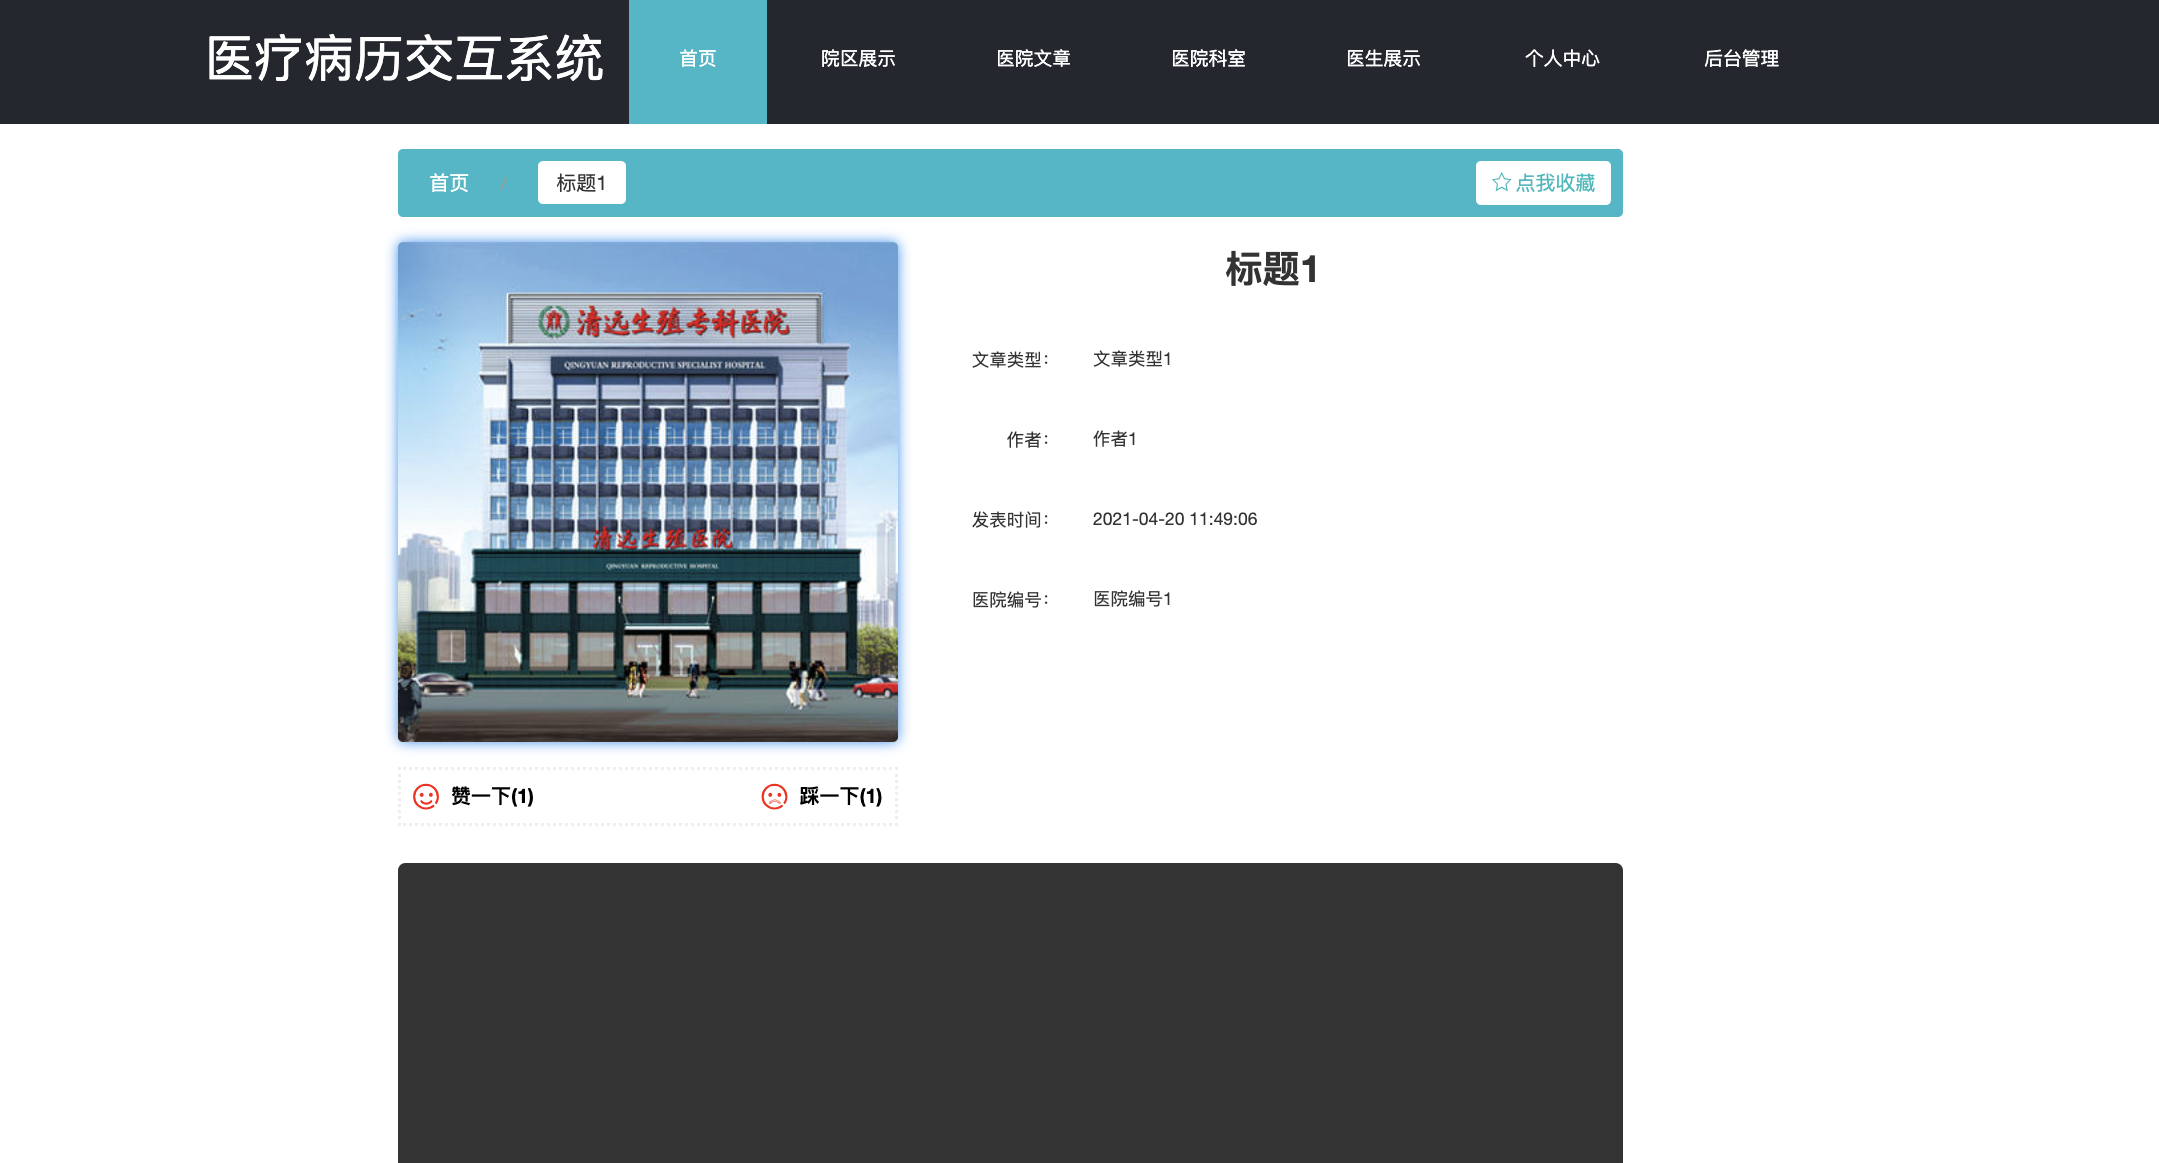 医疗病历交互系统
首页
院区展示
医院文章
医院科室
医生展示
个人中心
后台管理
首页 / 标题1
点我收藏
清远生殖专科医院
QINGYUAN REPRODUCTIVE SPECIALIST HOSPITAL
清远生殖医院
QINGYUAN REPRODUCTIVE HOSPITAL
标题1
文章类型： 文章类型1
作者： 作者1
发表时间： 2021-04-20 11:49:06
医院编号： 医院编号1
赞一下(1)
踩一下(1)